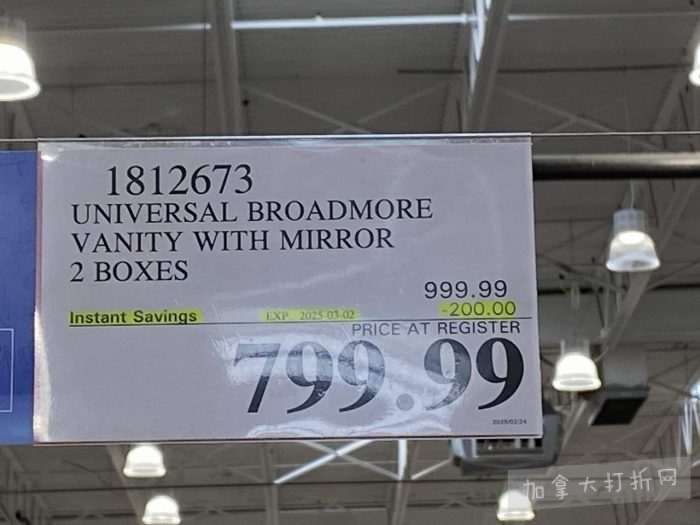 1812673
UNIVERSAL BROADMORE
VANITY WITH MIRROR
2 BOXES
999.99
Instant Savings EXP 2025-03-02 -200.00
PRICE AT REGISTER
799.99
2025/02/24
加拿大打折网